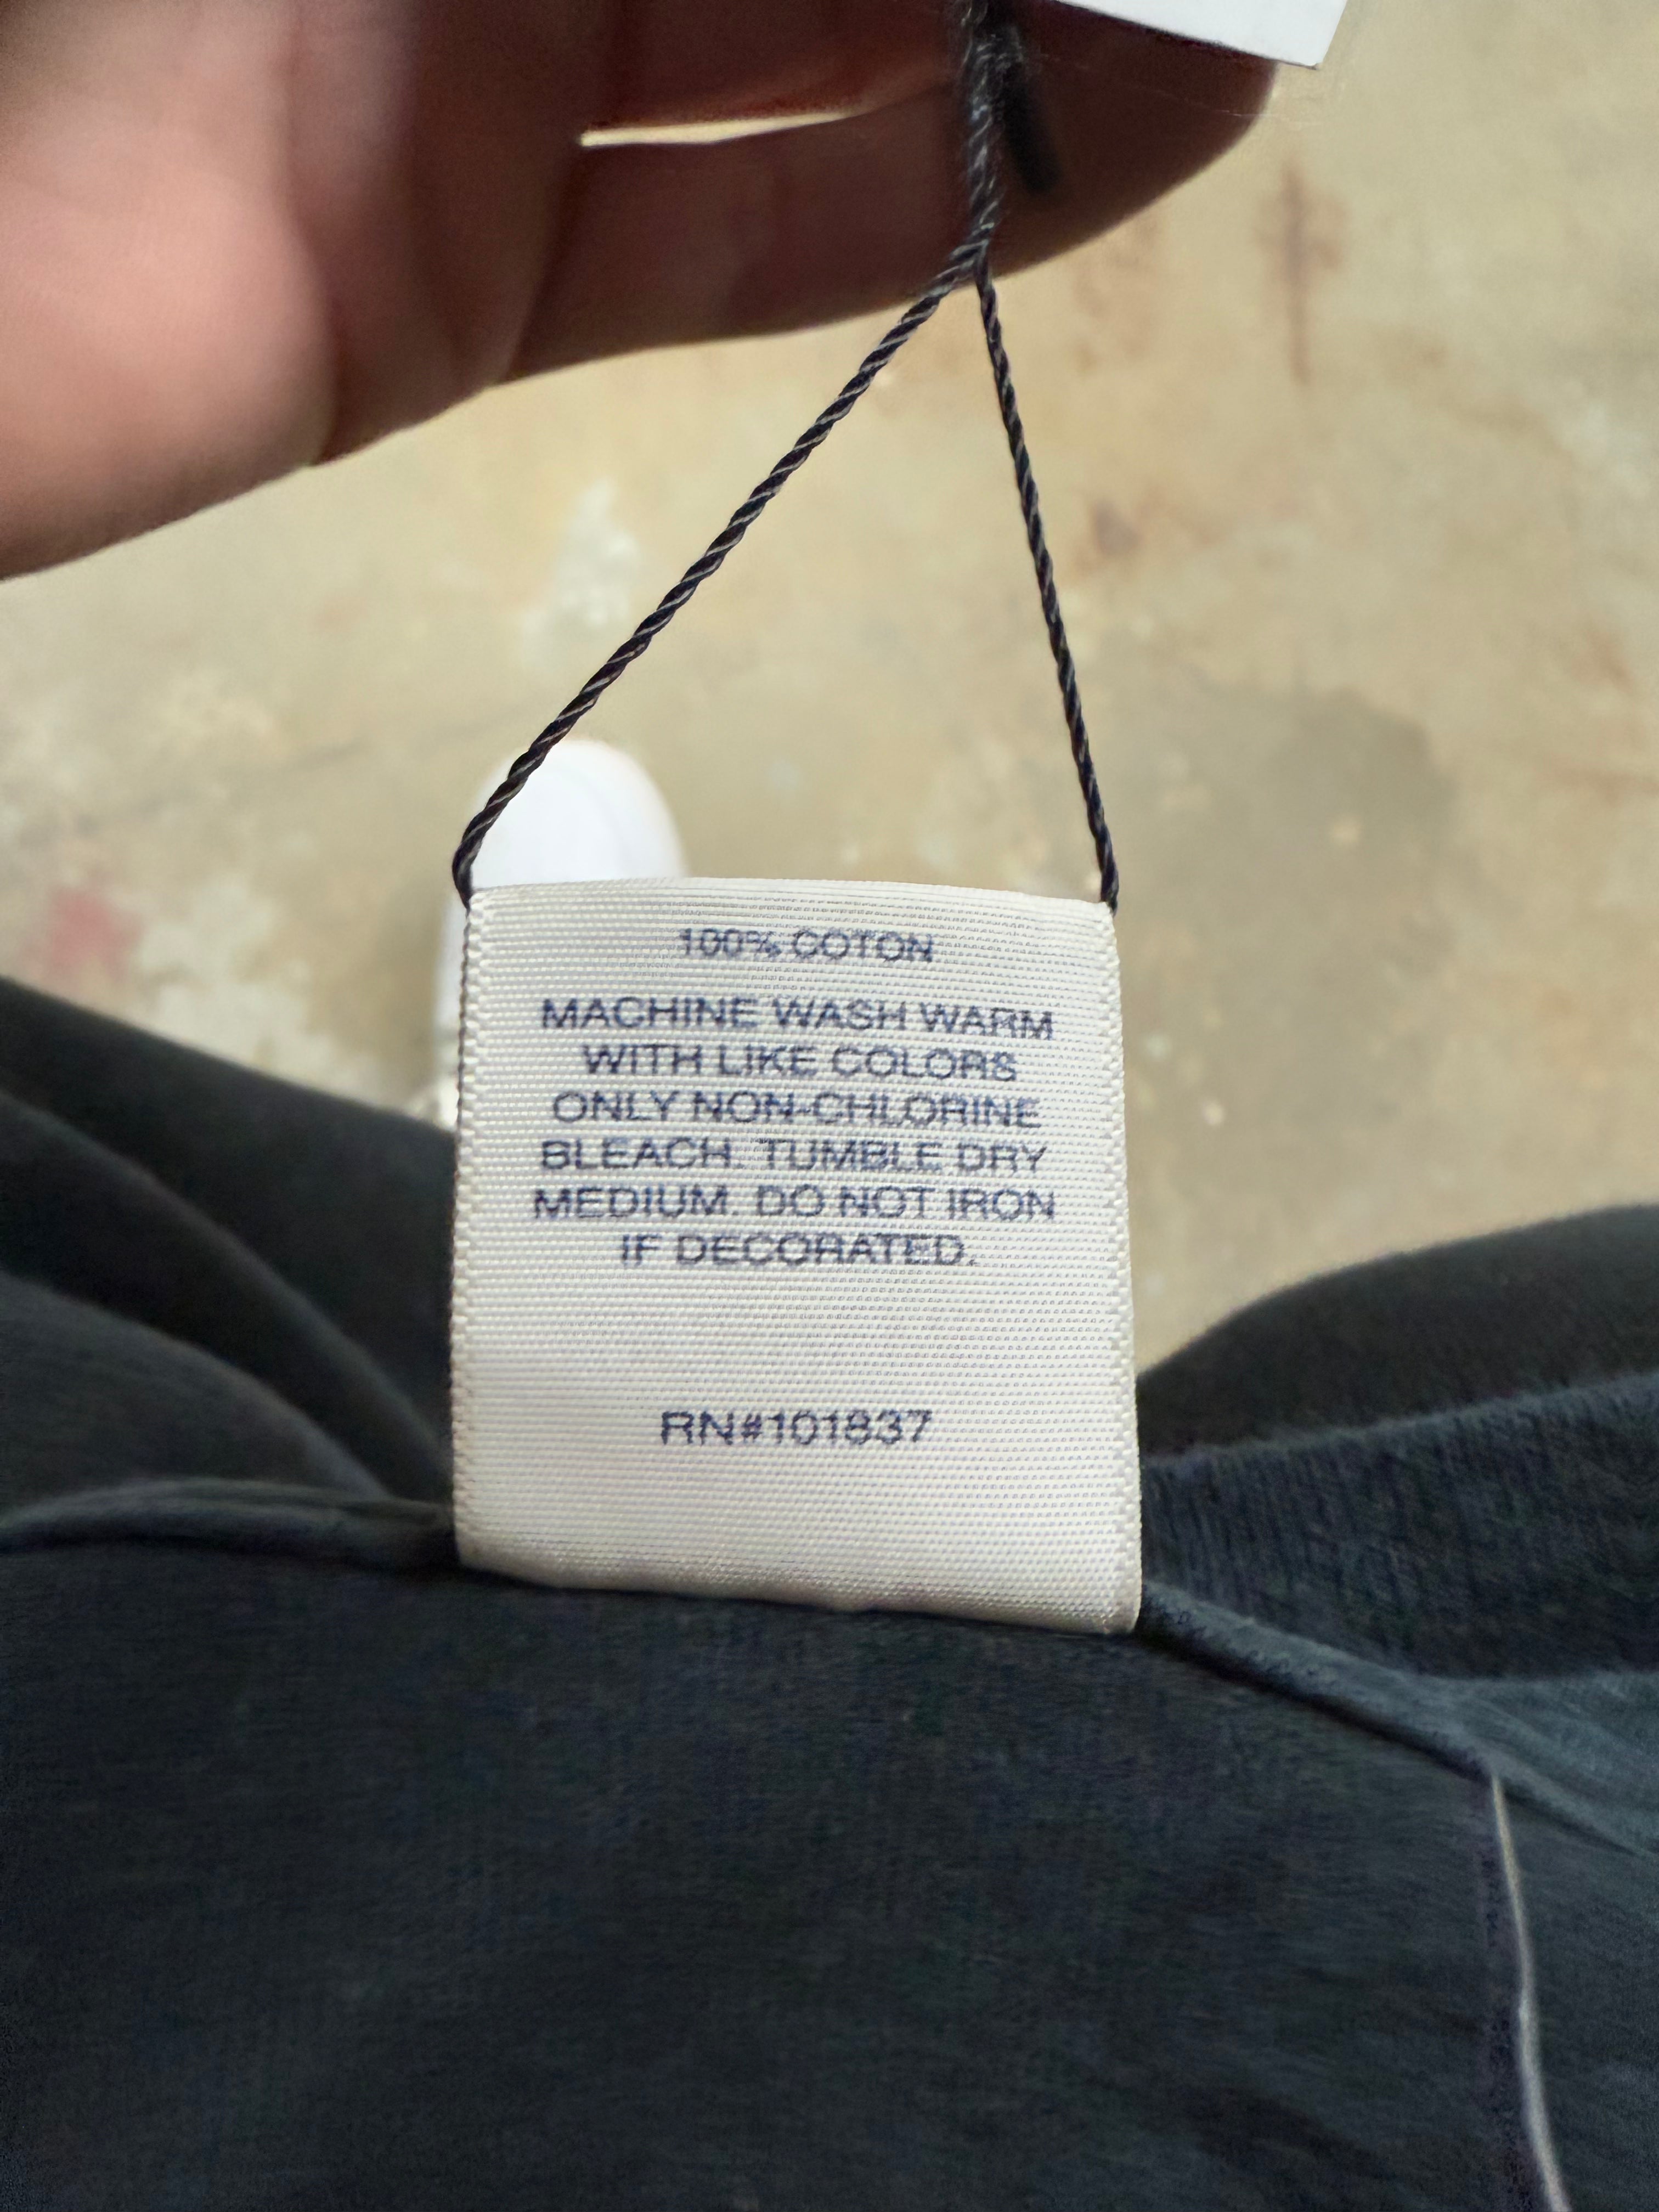 100% COTON
MACHINE WASH WARM
WITH LIKE COLORS
ONLY NON-CHLORINE
BLEACH. TUMBLE DRY
MEDIUM. DO NOT IRON
IF DECORATED.
RN#101837